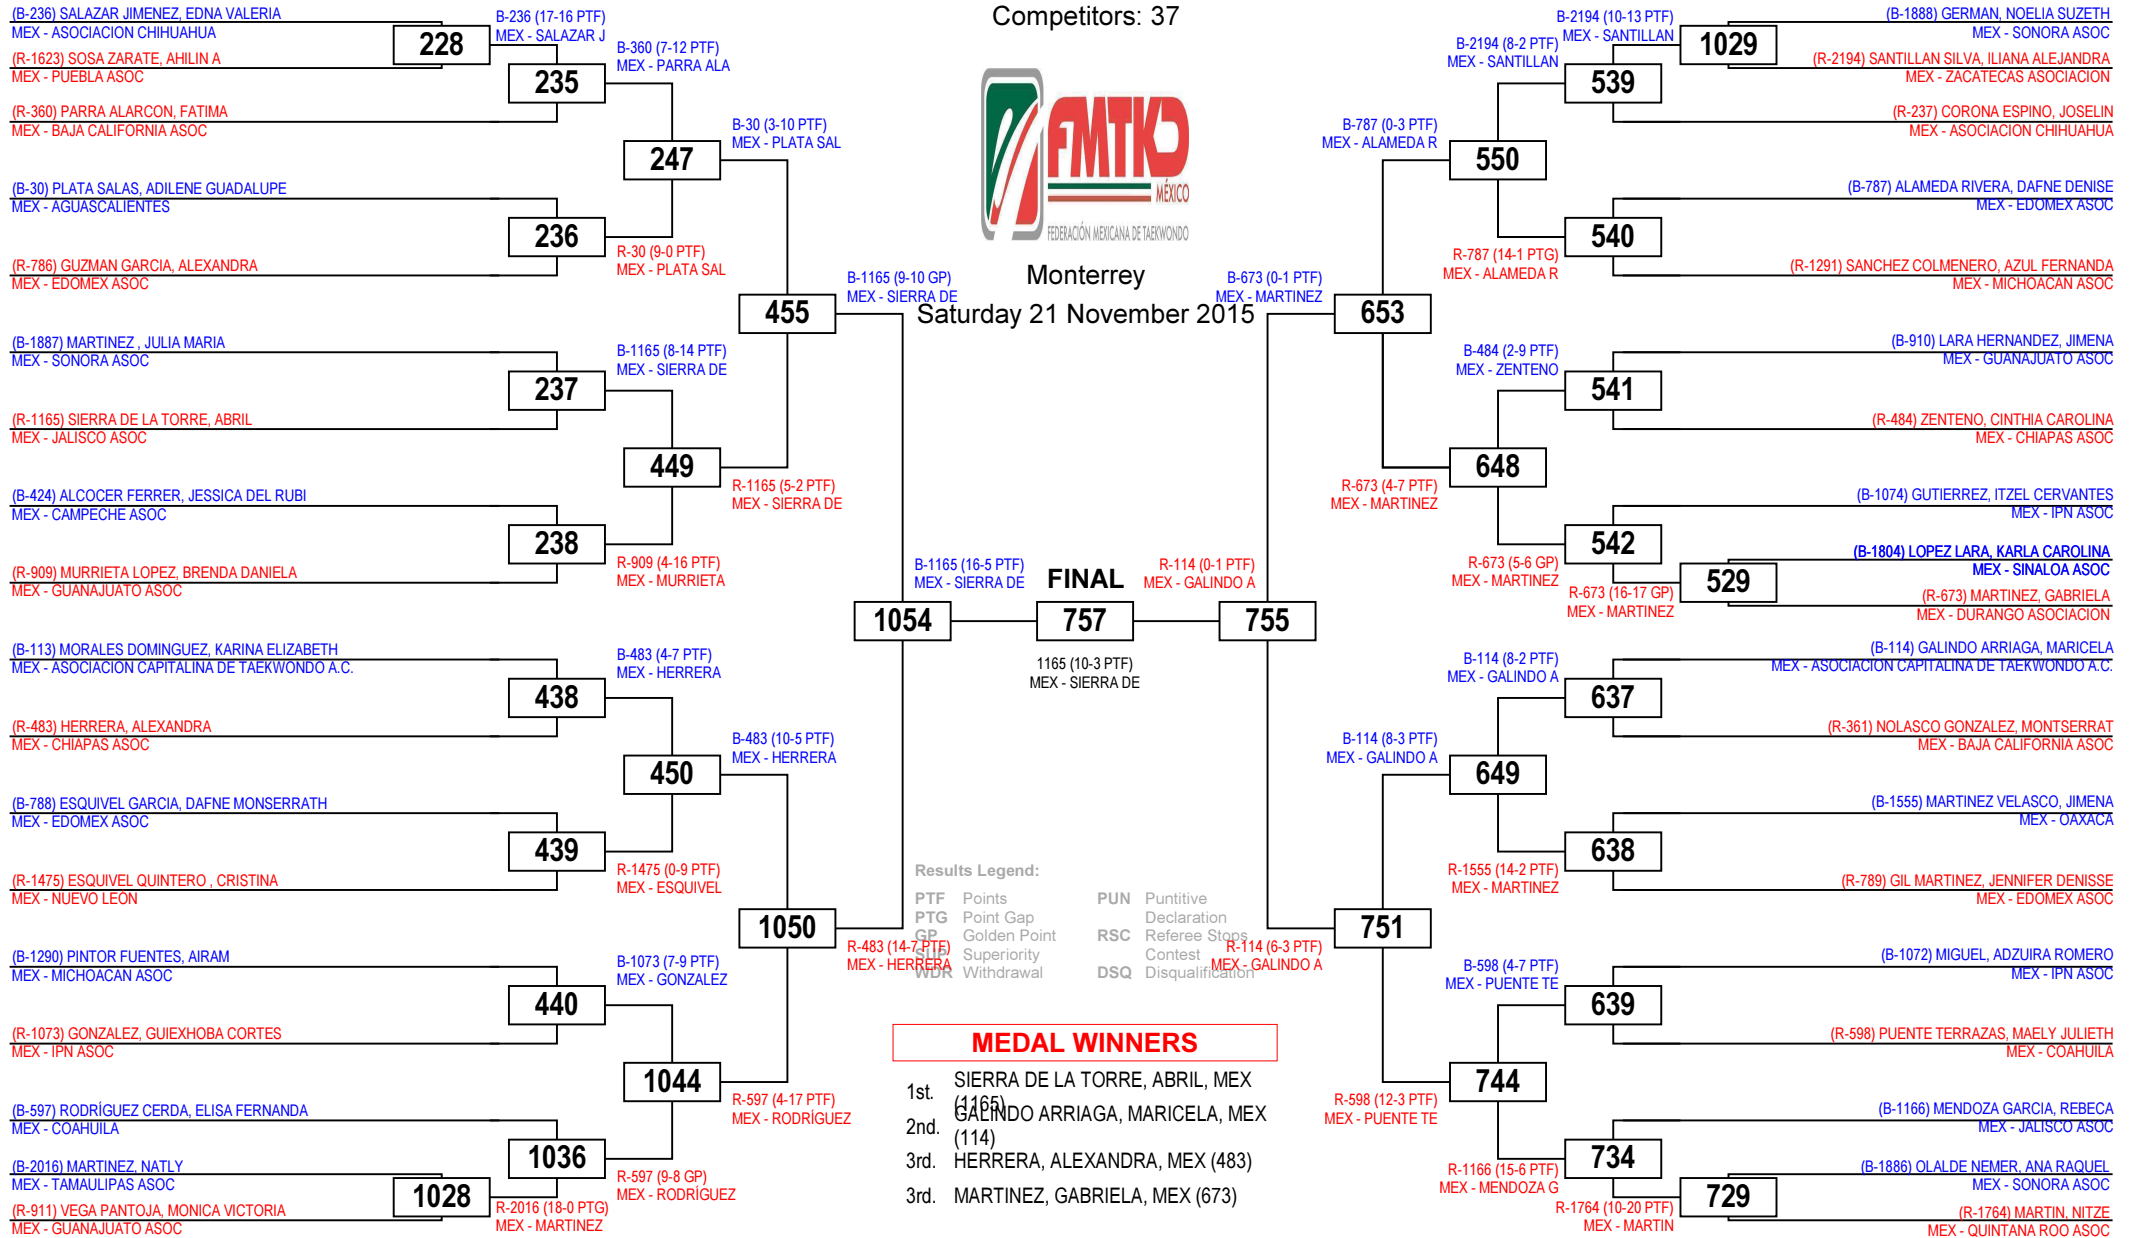 Competitors: 37
FMTKD
MÉXICO
FEDERACIÓN MEXICANA DE TAEKWONDO
Monterrey
Saturday 21 November 2015
(B-236) SALAZAR JIMENEZ, EDNA VALERIA
MEX - ASOCIACION CHIHUAHUA
(R-1623) SOSA ZARATE, AHILIN A
MEX - PUEBLA ASOC
(R-360) PARRA ALARCON, FATIMA
MEX - BAJA CALIFORNIA ASOC
(B-30) PLATA SALAS, ADILENE GUADALUPE
MEX - AGUASCALIENTES
(R-786) GUZMAN GARCIA, ALEXANDRA
MEX - EDOMEX ASOC
(B-1887) MARTINEZ , JULIA MARIA
MEX - SONORA ASOC
(R-1165) SIERRA DE LA TORRE, ABRIL
MEX - JALISCO ASOC
(B-424) ALCOCER FERRER, JESSICA DEL RUBI
MEX - CAMPECHE ASOC
(R-909) MURRIETA LOPEZ, BRENDA DANIELA
MEX - GUANAJUATO ASOC
(B-113) MORALES DOMINGUEZ, KARINA ELIZABETH
MEX - ASOCIACION CAPITALINA DE TAEKWONDO A.C.
(R-483) HERRERA, ALEXANDRA
MEX - CHIAPAS ASOC
(B-788) ESQUIVEL GARCIA, DAFNE MONSERRATH
MEX - EDOMEX ASOC
(R-1475) ESQUIVEL QUINTERO , CRISTINA
MEX - NUEVO LEÓN
(B-1290) PINTOR FUENTES, AIRAM
MEX - MICHOACAN ASOC
(R-1073) GONZALEZ, GUIEXHOBA CORTES
MEX - IPN ASOC
(B-597) RODRÍGUEZ CERDA, ELISA FERNANDA
MEX - COAHUILA
(B-2016) MARTINEZ, NATLY
MEX - TAMAULIPAS ASOC
(R-911) VEGA PANTOJA, MONICA VICTORIA
MEX - GUANAJUATO ASOC
228
1028
B-236 (17-16 PTF)
MEX - SALAZAR J
235
236
237
238
438
439
440
1036
R-2016 (18-0 PTG)
MEX - MARTINEZ
B-360 (7-12 PTF)
MEX - PARRA ALA
247
R-30 (9-0 PTF)
MEX - PLATA SAL
B-1165 (8-14 PTF)
MEX - SIERRA DE
449
R-909 (4-16 PTF)
MEX - MURRIETA
B-483 (4-7 PTF)
MEX - HERRERA
450
R-1475 (0-9 PTF)
MEX - ESQUIVEL
B-1073 (7-9 PTF)
MEX - GONZALEZ
1044
R-597 (9-8 GP)
MEX - RODRÍGUEZ
B-30 (3-10 PTF)
MEX - PLATA SAL
455
R-1165 (5-2 PTF)
MEX - SIERRA DE
B-483 (10-5 PTF)
MEX - HERRERA
1050
R-597 (4-17 PTF)
MEX - RODRÍGUEZ
B-1165 (9-10 GP)
MEX - SIERRA DE
1054
R-483 (14-7 PTF)
MEX - HERRERA
B-1165 (16-5 PTF)
MEX - SIERRA DE
FINAL
757
1165 (10-3 PTF)
MEX - SIERRA DE
R-114 (0-1 PTF)
MEX - GALINDO A
B-673 (0-1 PTF)
MEX - MARTINEZ
755
R-114 (6-3 PTF)
MEX - GALINDO A
B-787 (0-3 PTF)
MEX - ALAMEDA R
653
R-673 (4-7 PTF)
MEX - MARTINEZ
B-114 (8-3 PTF)
MEX - GALINDO A
751
R-598 (12-3 PTF)
MEX - PUENTE TE
B-2194 (8-2 PTF)
MEX - SANTILLAN
550
R-787 (14-1 PTG)
MEX - ALAMEDA R
B-484 (2-9 PTF)
MEX - ZENTENO
648
R-673 (5-6 GP)
MEX - MARTINEZ
B-114 (8-2 PTF)
MEX - GALINDO A
649
R-1555 (14-2 PTF)
MEX - MARTINEZ
B-598 (4-7 PTF)
MEX - PUENTE TE
744
R-1166 (15-6 PTF)
MEX - MENDOZA G
B-2194 (10-13 PTF)
MEX - SANTILLAN
539
540
541
542
R-673 (16-17 GP)
MEX - MARTINEZ
637
638
639
734
R-1764 (10-20 PTF)
MEX - MARTIN
1029
529
729
(B-1888) GERMAN, NOELIA SUZETH
MEX - SONORA ASOC
(R-2194) SANTILLAN SILVA, ILIANA ALEJANDRA
MEX - ZACATECAS ASOCIACION
(R-237) CORONA ESPINO, JOSELIN
MEX - ASOCIACION CHIHUAHUA
(B-787) ALAMEDA RIVERA, DAFNE DENISE
MEX - EDOMEX ASOC
(R-1291) SANCHEZ COLMENERO, AZUL FERNANDA
MEX - MICHOACAN ASOC
(B-910) LARA HERNANDEZ, JIMENA
MEX - GUANAJUATO ASOC
(R-484) ZENTENO, CINTHIA CAROLINA
MEX - CHIAPAS ASOC
(B-1074) GUTIERREZ, ITZEL CERVANTES
MEX - IPN ASOC
(B-1804) LOPEZ LARA, KARLA CAROLINA
MEX - SINALOA ASOC
(R-673) MARTINEZ, GABRIELA
MEX - DURANGO ASOCIACION
(B-114) GALINDO ARRIAGA, MARICELA
MEX - ASOCIACION CAPITALINA DE TAEKWONDO A.C.
(R-361) NOLASCO GONZALEZ, MONTSERRAT
MEX - BAJA CALIFORNIA ASOC
(B-1555) MARTINEZ VELASCO, JIMENA
MEX - OAXACA
(R-789) GIL MARTINEZ, JENNIFER DENISSE
MEX - EDOMEX ASOC
(B-1072) MIGUEL, ADZUIRA ROMERO
MEX - IPN ASOC
(R-598) PUENTE TERRAZAS, MAELY JULIETH
MEX - COAHUILA
(B-1166) MENDOZA GARCIA, REBECA
MEX - JALISCO ASOC
(B-1886) OLALDE NEMER, ANA RAQUEL
MEX - SONORA ASOC
(R-1764) MARTIN, NITZE
MEX - QUINTANA ROO ASOC
Results Legend:
PTF Points
PTG Point Gap
GP Golden Point
SUP Superiority
WDR Withdrawal
PUN Puntitive
Declaration
RSC Referee Stops
Contest
DSQ Disqualification
MEDAL WINNERS
1st. SIERRA DE LA TORRE, ABRIL, MEX
(1165)
2nd. GALINDO ARRIAGA, MARICELA, MEX
(114)
3rd. HERRERA, ALEXANDRA, MEX (483)
3rd. MARTINEZ, GABRIELA, MEX (673)